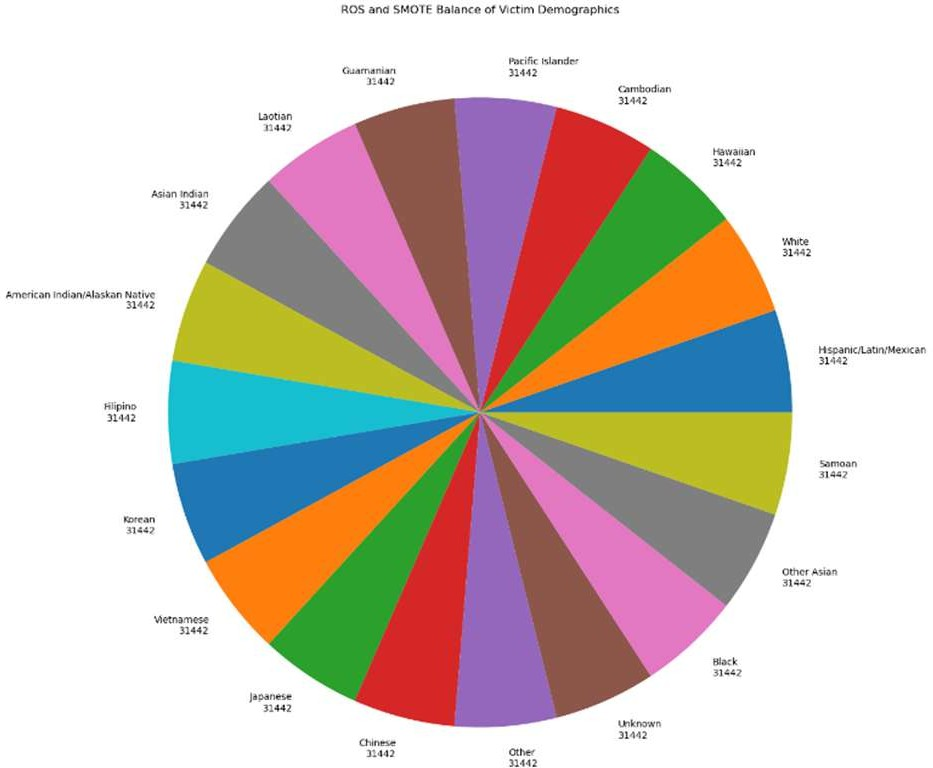 ROS and SMOTE Balance of Victim Demographics
Pacific Islander
31442
Guamanian
31442
Cambodian
31442
Laotian
31442
Hawaiian
31442
Asian Indian
31442
White
31442
American Indian/Alaskan Native
31442
Hispanic/Latin/Mexican
31442
Filipino
31442
Samoan
31442
Korean
31442
Other Asian
31442
Vietnamese
31442
Black
31442
Japanese
31442
Unknown
31442
Chinese
31442
Other
31442